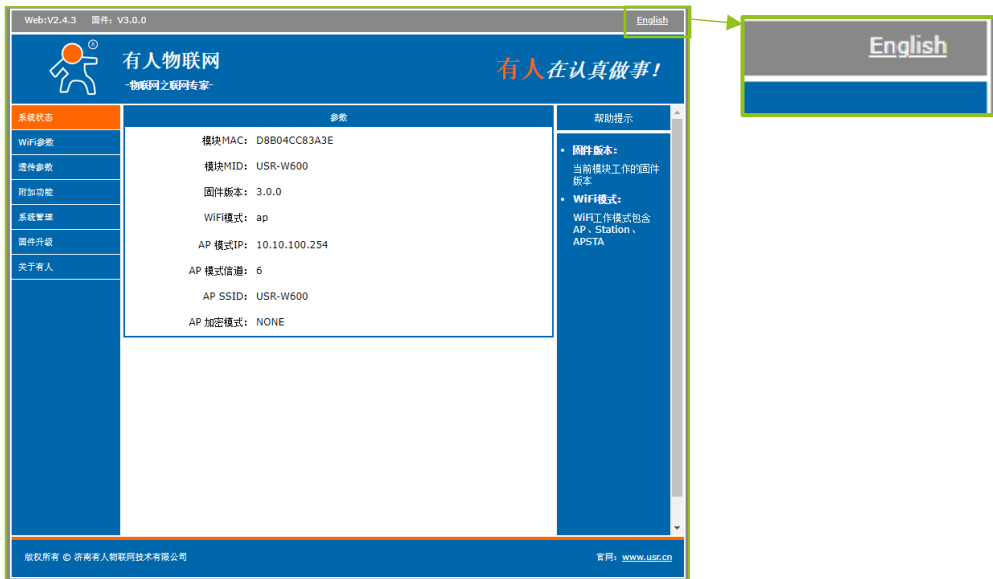 Web:V2.4.3 固件: V3.0.0
English
English
®
有人物联网
-物联网之联网专家-
有人在认真做事!
系统状态
WiFi参数
透传参数
附加功能
系统管理
固件升级
关于有人
参数
模块MAC: D8B04CC83A3E
模块MID: USR-W600
固件版本: 3.0.0
WiFi模式: ap
AP 模式IP: 10.10.100.254
AP 模式信道: 6
AP SSID: USR-W600
AP 加密模式: NONE
帮助提示
• 固件版本:
当前模块工作的固件
版本
• WiFi模式:
WiFi工作模式包含
AP、Station、
APSTA
版权所有 © 济南有人物联网技术有限公司
官网: www.usr.cn